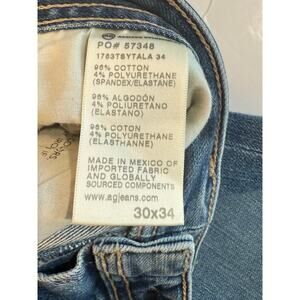 PO# 57348
1763TSYTALA 34
96% COTTON
4% POLYURETHANE
(SPANDEX/ELASTANE)
96% ALGODÓN
4% POLIURETANO
(ELASTANO)
96% COTON
4% POLYURETHANE
(ELASTHANNE)
MADE IN MEXICO OF
IMPORTED FABRIC
AND GLOBALLY
SOURCED COMPONENTS
www.agjeans.com
30x34